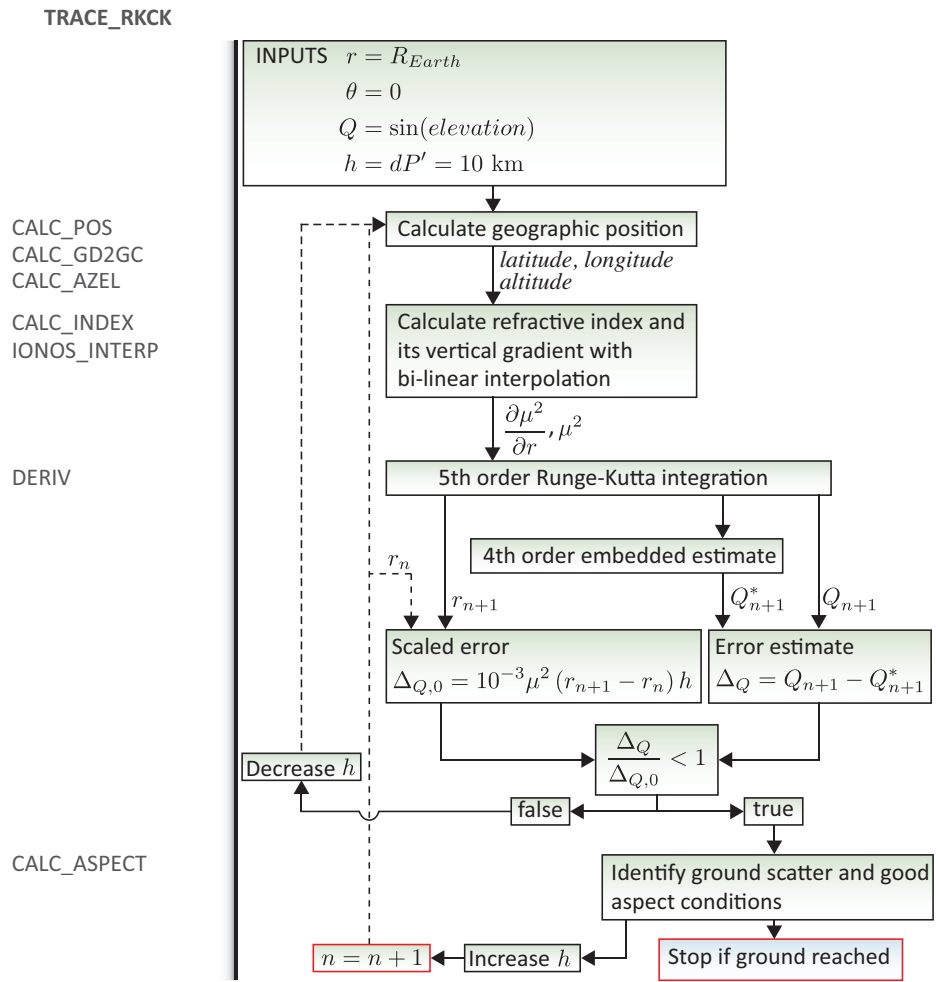 TRACE_RKCK
INPUTS r = R_{Earth}
θ = 0
Q = sin(elevation)
h = dP′ = 10 km
CALC_POS
CALC_GD2GC
CALC_AZEL
Calculate geographic position
latitude, longitude
altitude
CALC_INDEX
IONOS_INTERP
Calculate refractive index and
its vertical gradient with
bi-linear interpolation
∂μ²/∂r, μ²
DERIV
5th order Runge-Kutta integration
4th order embedded estimate
r_n
r_{n+1}
Q*_{n+1}
Q_{n+1}
Scaled error
Δ_{Q,0} = 10⁻³μ² (r_{n+1} − r_n) h
Error estimate
Δ_Q = Q_{n+1} − Q*_{n+1}
Δ_Q/Δ_{Q,0} < 1
Decrease h
false
true
CALC_ASPECT
Identify ground scatter and good
aspect conditions
n = n + 1
Increase h
Stop if ground reached